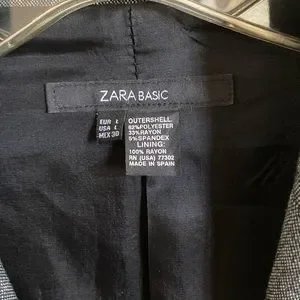 ZARA BASIC
EUR L
USA L
MEX 30
OUTERSHELL
63%POLYESTER
33%RAYON
5%SPANDEX
LINING:
100% RAYON
RN (USA) 77302
MADE IN SPAIN